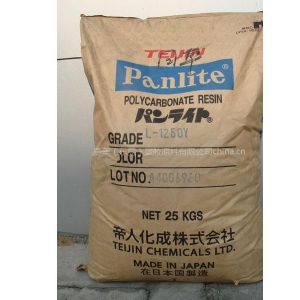 TEIJIN
Panlite®
POLYCARBONATE RESIN
パンライト®
GRADE L-1250Y
COLOR
LOT NO.
NET 25 KGS
帝人化成株式会社
TEIJIN CHEMICALS LTD.
MADE IN JAPAN
在日本国製造